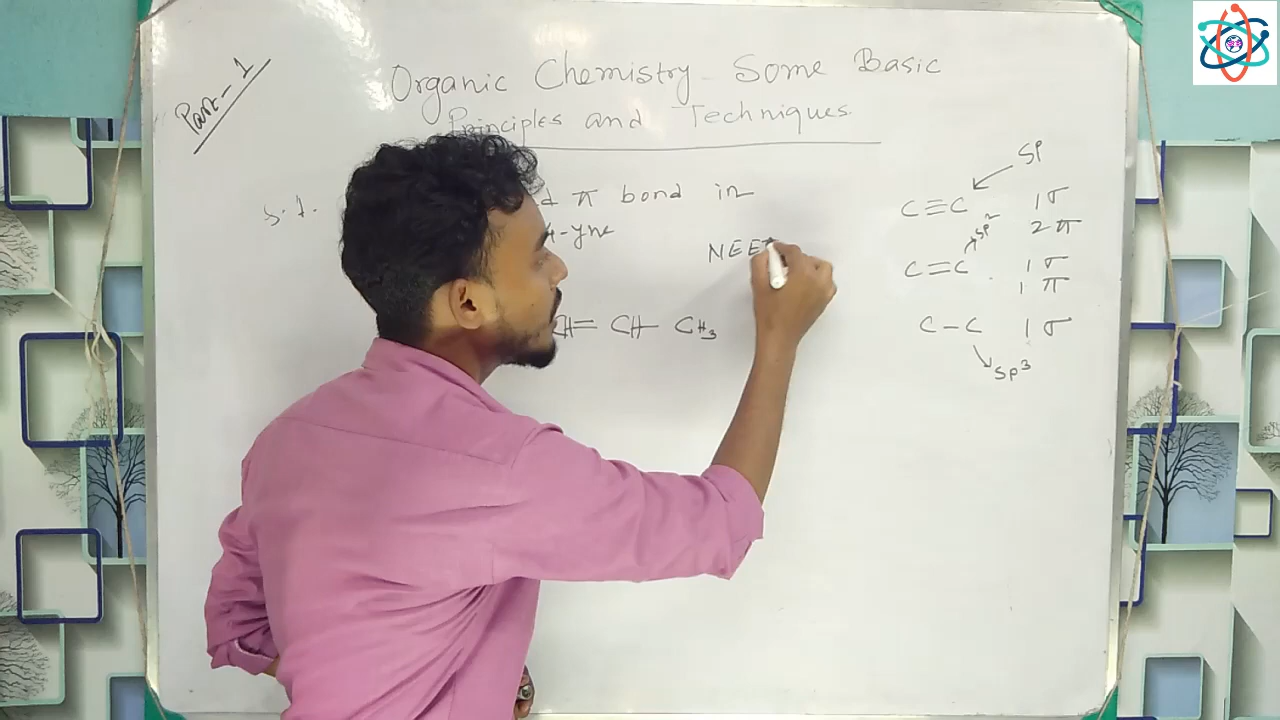 Part-1
Organic Chemistry - Some Basic
Principles and Techniques.
π bond in
-yne
NEE
CH= CH- CH3
SP
C≡C 1σ
2π
SP2
C=C 1σ
1π
C-C 1σ
SP3